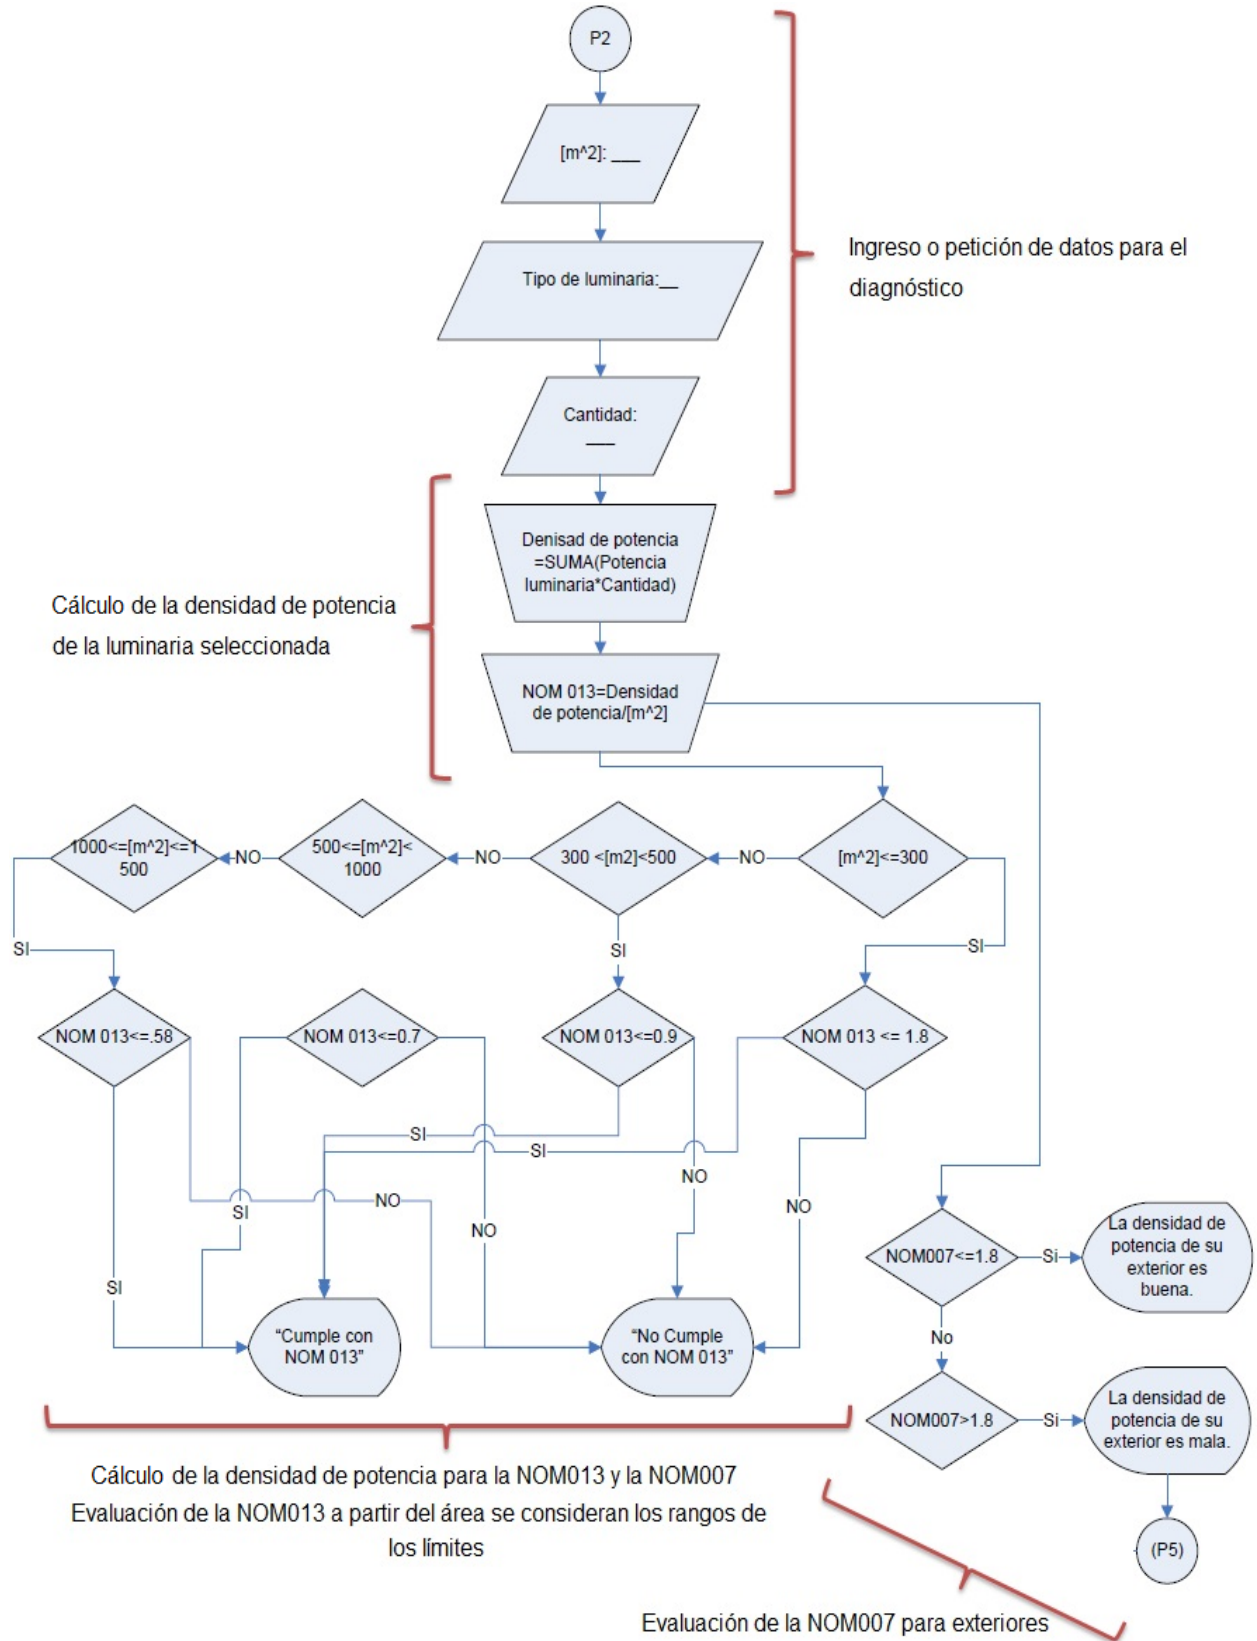 P2
[m^2]: ___
Tipo de luminaria:__
Ingreso o petición de datos para el
diagnóstico
Cantidad:
___
Denisad de potencia
=SUMA(Potencia
luminaria*Cantidad)
Cálculo de la densidad de potencia
de la luminaria seleccionada
NOM 013=Densidad
de potencia/[m^2]
1000<=[m^2]<=1
500
NO
500<=[m^2]<
1000
NO
300 <[m2]<500
NO
[m^2]<=300
SI
SI
SI
NOM 013<=.58
NOM 013<=0.7
NOM 013<=0.9
NOM 013 <= 1.8
SI
SI
NO
NO
SI
NO
NO
SI
NOM007<=1.8
Si
La densidad de
potencia de su
exterior es
buena.
"Cumple con
NOM 013"
"No Cumple
con NOM 013"
No
NOM007>1.8
Si
La densidad de
potencia de su
exterior es mala.
Cálculo de la densidad de potencia para la NOM013 y la NOM007
Evaluación de la NOM013 a partir del área se consideran los rangos de
los límites
(P5)
Evaluación de la NOM007 para exteriores